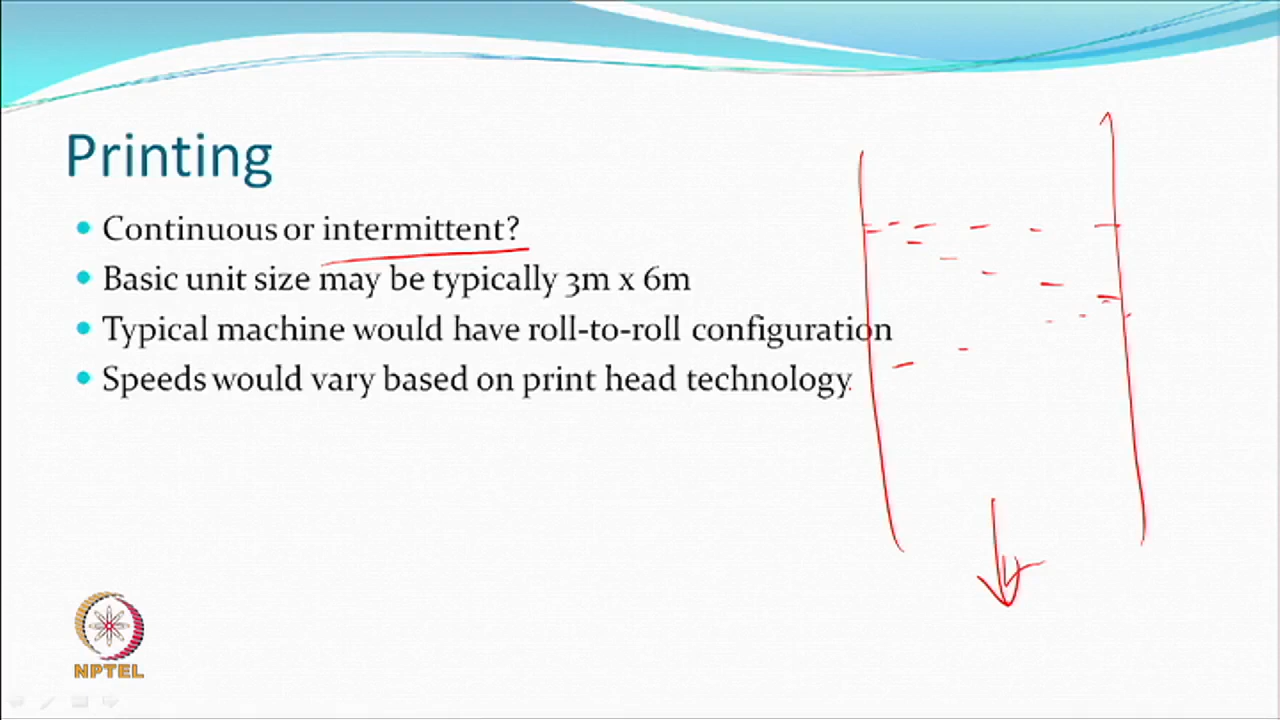 Printing
Continuous or intermittent?
Basic unit size may be typically 3m x 6m
Typical machine would have roll-to-roll configuration
Speeds would vary based on print head technology.
NPTEL